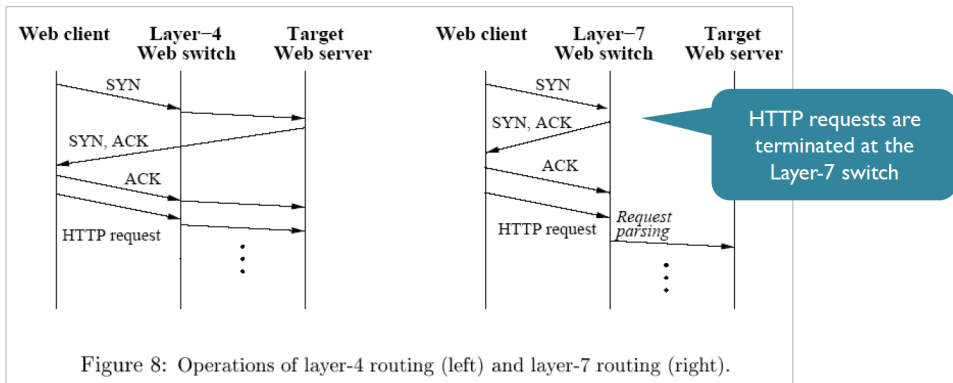 Web client
Layer−4
Web switch
Target
Web server
SYN
SYN, ACK
ACK
HTTP request
Web client
Layer−7
Web switch
Target
Web server
SYN
SYN, ACK
ACK
HTTP request
Request
parsing
HTTP requests are
terminated at the
Layer-7 switch
Figure 8: Operations of layer-4 routing (left) and layer-7 routing (right).